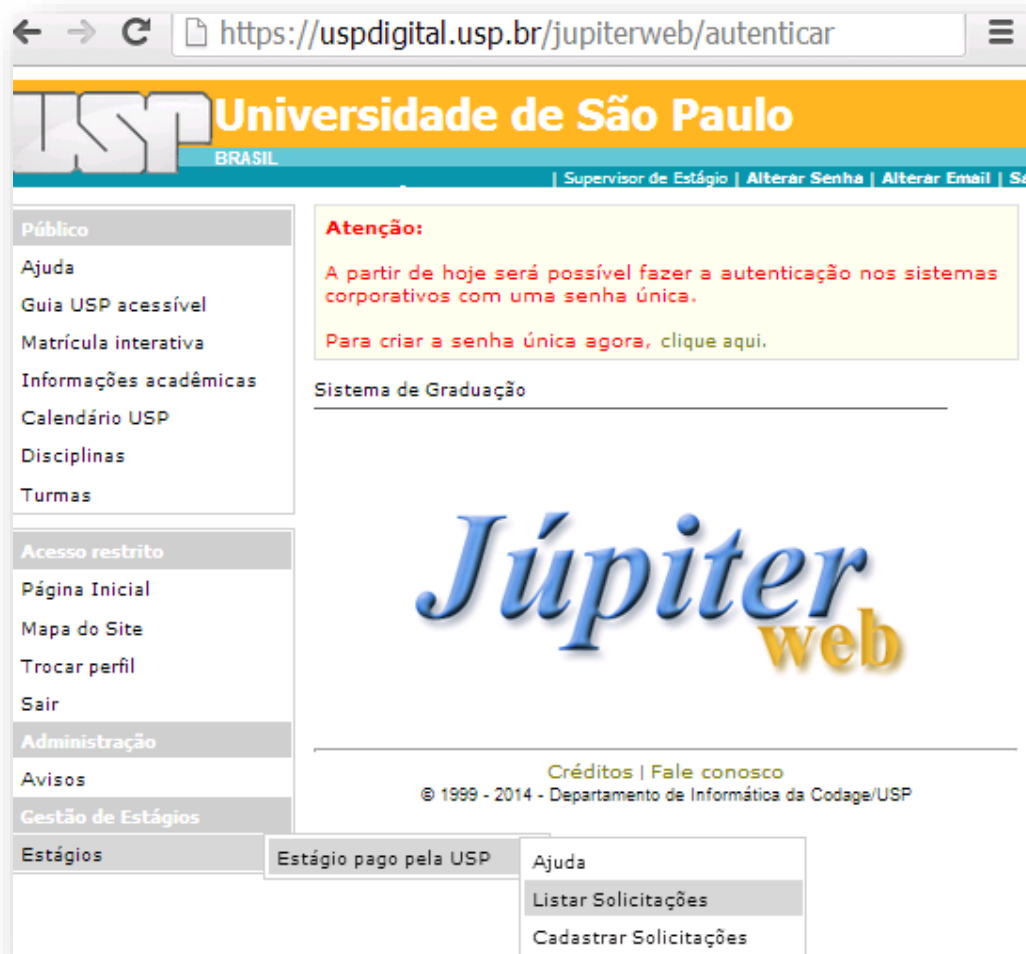 https://uspdigital.usp.br/jupiterweb/autenticar
USP
Universidade de São Paulo
BRASIL
| Supervisor de Estágio | Alterar Senha | Alterar Email |
Público
Ajuda
Guia USP acessível
Matrícula interativa
Informações acadêmicas
Calendário USP
Disciplinas
Turmas
Acesso restrito
Página Inicial
Mapa do Site
Trocar perfil
Sair
Administração
Avisos
Gestão de Estágios
Estágios
Atenção:
A partir de hoje será possível fazer a autenticação nos sistemas
corporativos com uma senha única.
Para criar a senha única agora, clique aqui.
Sistema de Graduação
Júpiter
web
Créditos | Fale conosco
© 1999 - 2014 - Departamento de Informática da Codage/USP
Estágio pago pela USP
Ajuda
Listar Solicitações
Cadastrar Solicitações